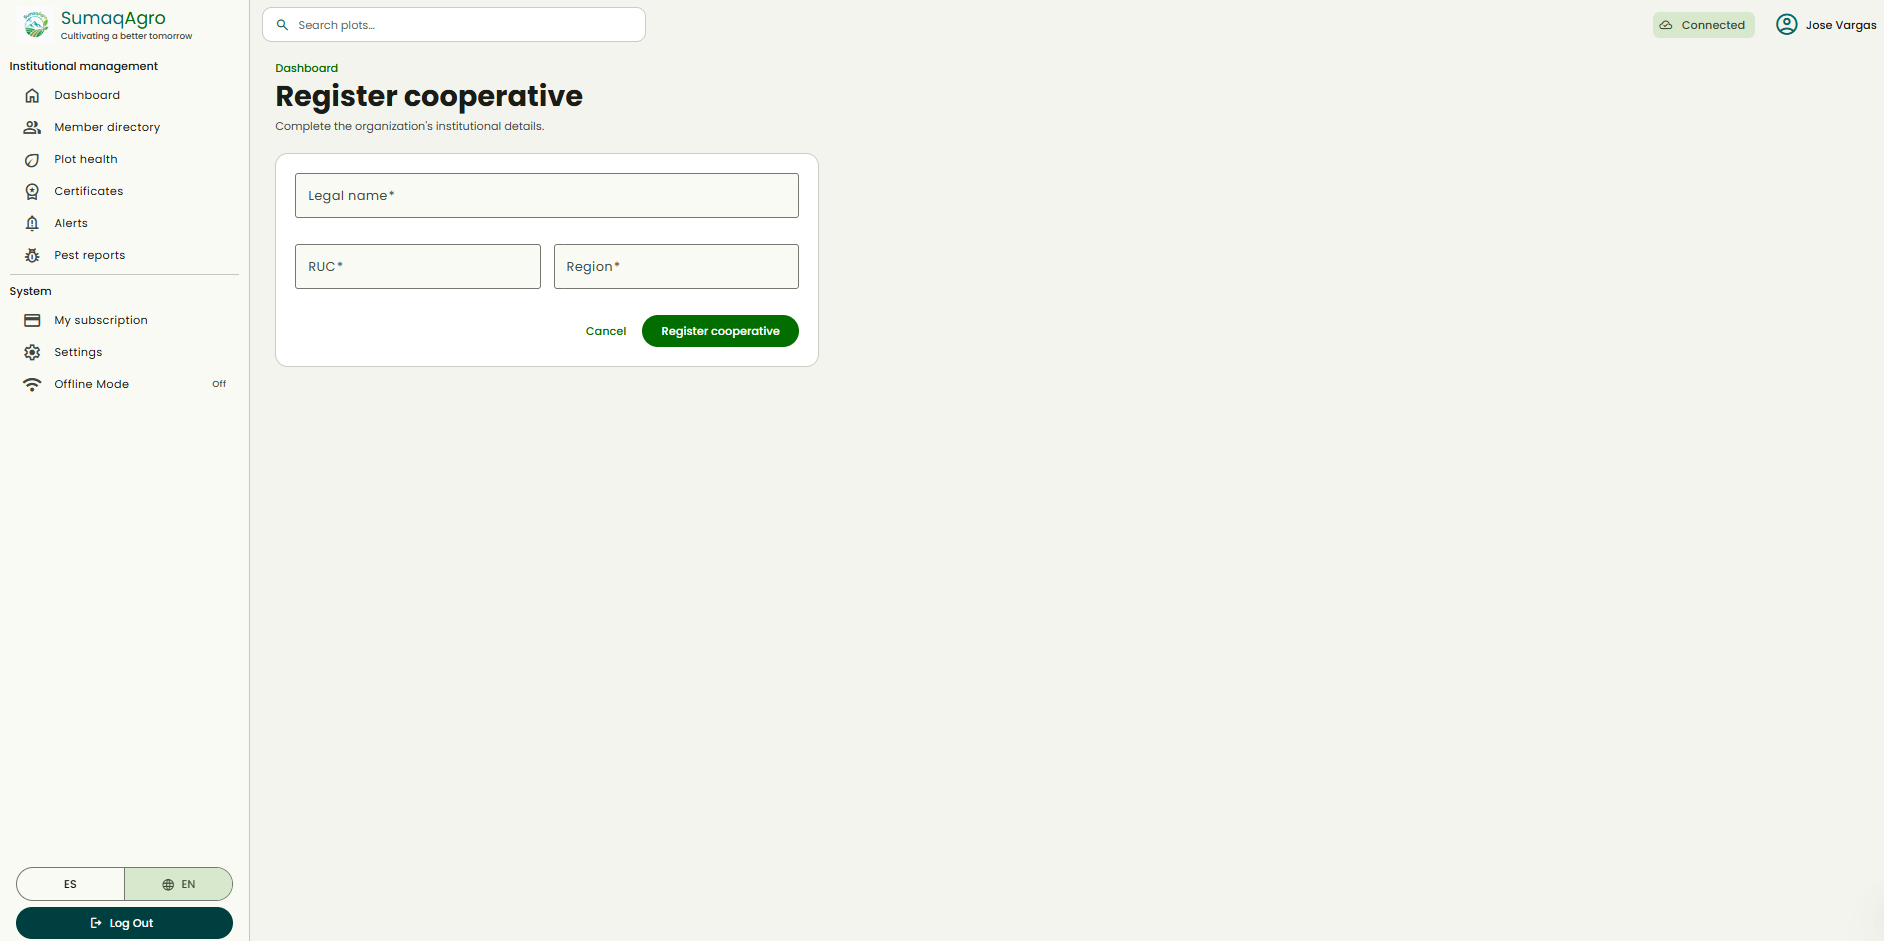 SumaqAgro
Cultivating a better tomorrow
Institutional management
Dashboard
Member directory
Plot health
Certificates
Alerts
Pest reports
System
My subscription
Settings
Offline Mode Off
ES EN
Log Out
Search plots...
Connected Jose Vargas
Dashboard
Register cooperative
Complete the organization's institutional details.
Legal name*
RUC* Region*
Cancel Register cooperative